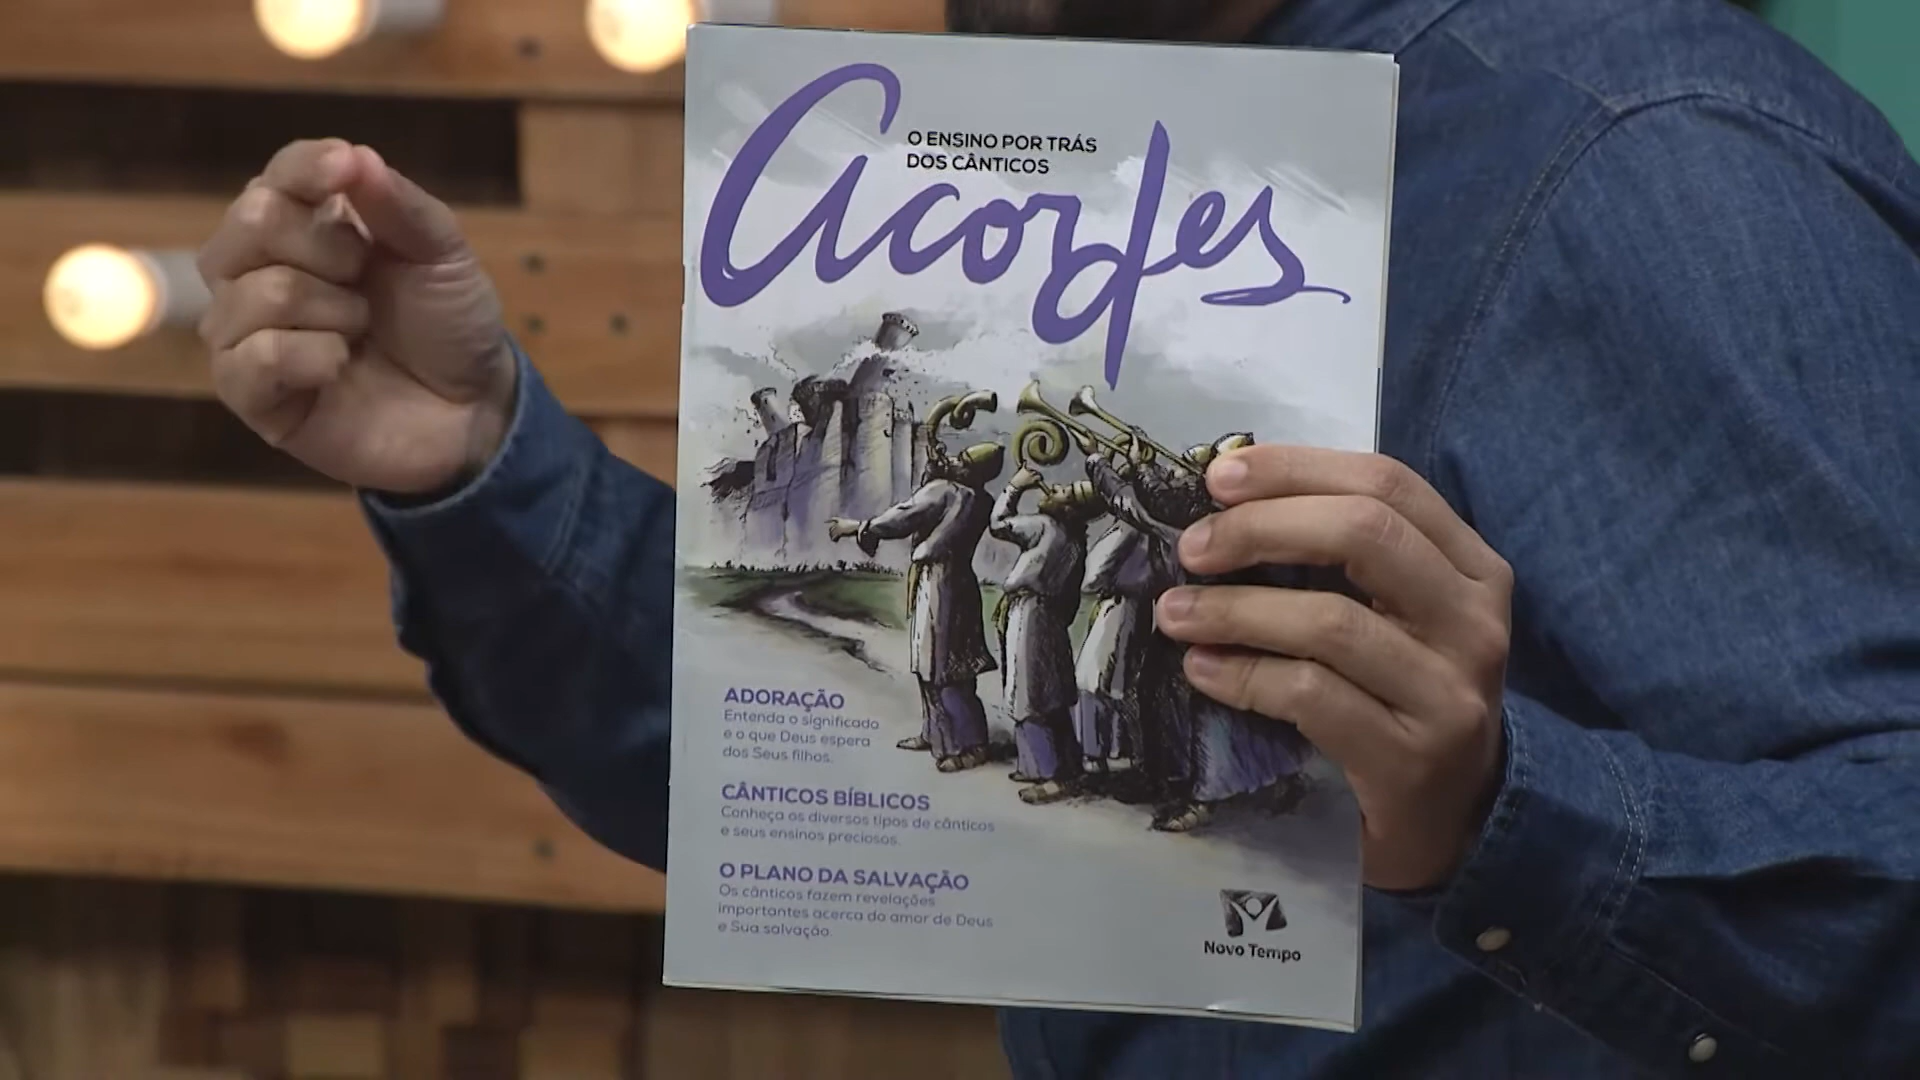 O ENSINO POR TRÁS
DOS CÂNTICOS
Acordes
ADORAÇÃO
Entenda o significado
e o que Deus espera
dos Seus filhos.
CÂNTICOS BÍBLICOS
Conheça os diversos tipos de cânticos
e seus ensinos preciosos.
O PLANO DA SALVAÇÃO
Os cânticos fazem revelações
importantes acerca do amor de Deus
e Sua salvação.
Novo Tempo